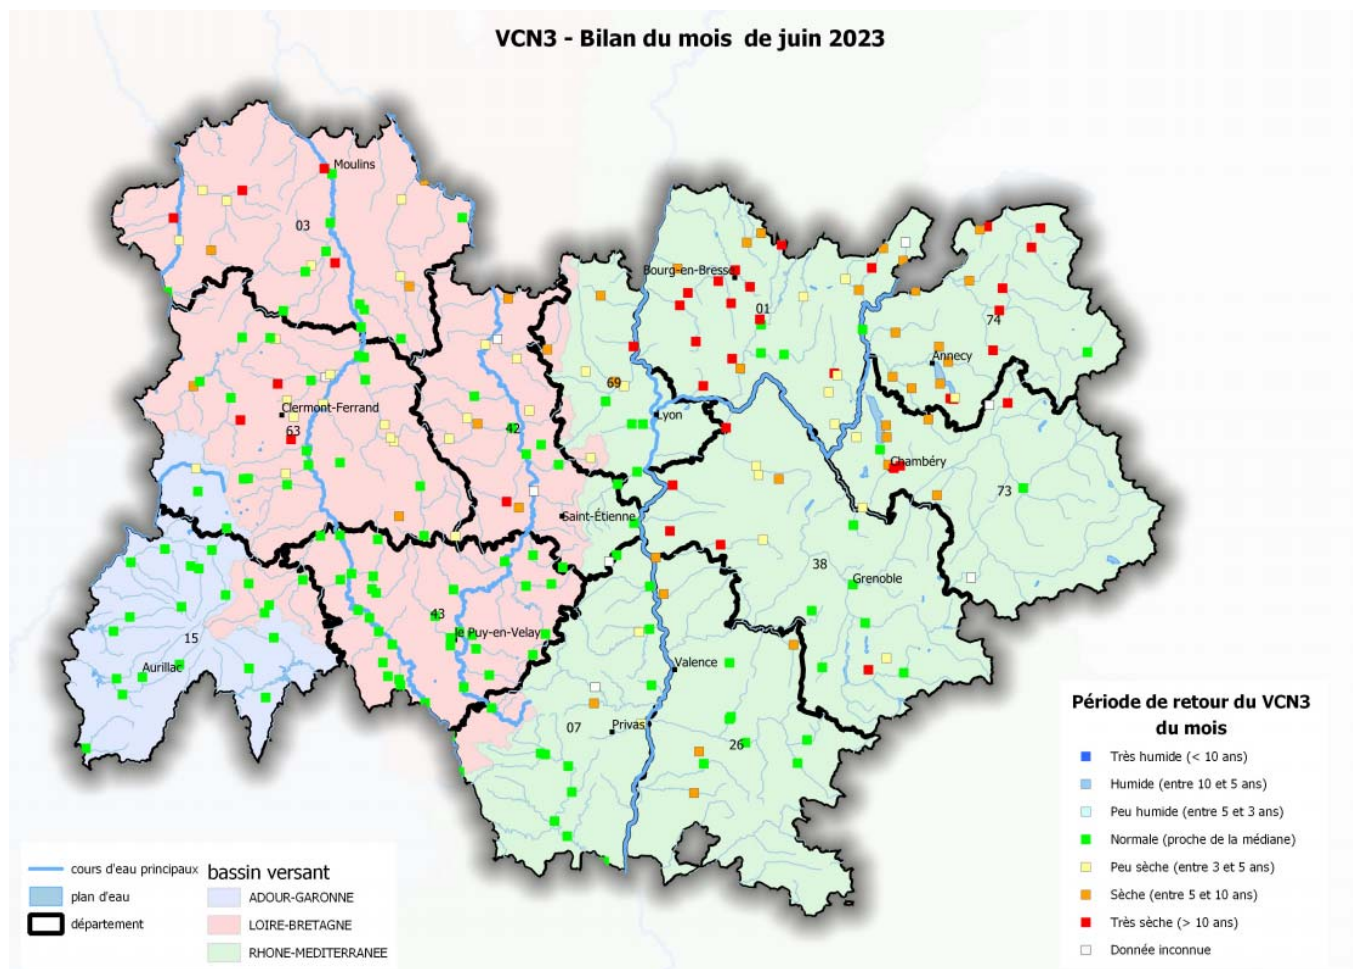 VCN3 - Bilan du mois de juin 2023
Moulins
03
Bourg-en-Bresse
01
74
Annecy
69
Clermont-Ferrand
63
42
Lyon
Chambéry
73
Saint-Étienne
38
Grenoble
43
le Puy-en-Velay
15
Aurillac
Valence
07
Privas
26
Période de retour du VCN3
du mois
Très humide (< 10 ans)
Humide (entre 10 et 5 ans)
Peu humide (entre 5 et 3 ans)
Normale (proche de la médiane)
Peu sèche (entre 3 et 5 ans)
Sèche (entre 5 et 10 ans)
Très sèche (> 10 ans)
Donnée inconnue
cours d'eau principaux
plan d'eau
département
bassin versant
ADOUR-GARONNE
LOIRE-BRETAGNE
RHONE-MEDITERRANEE